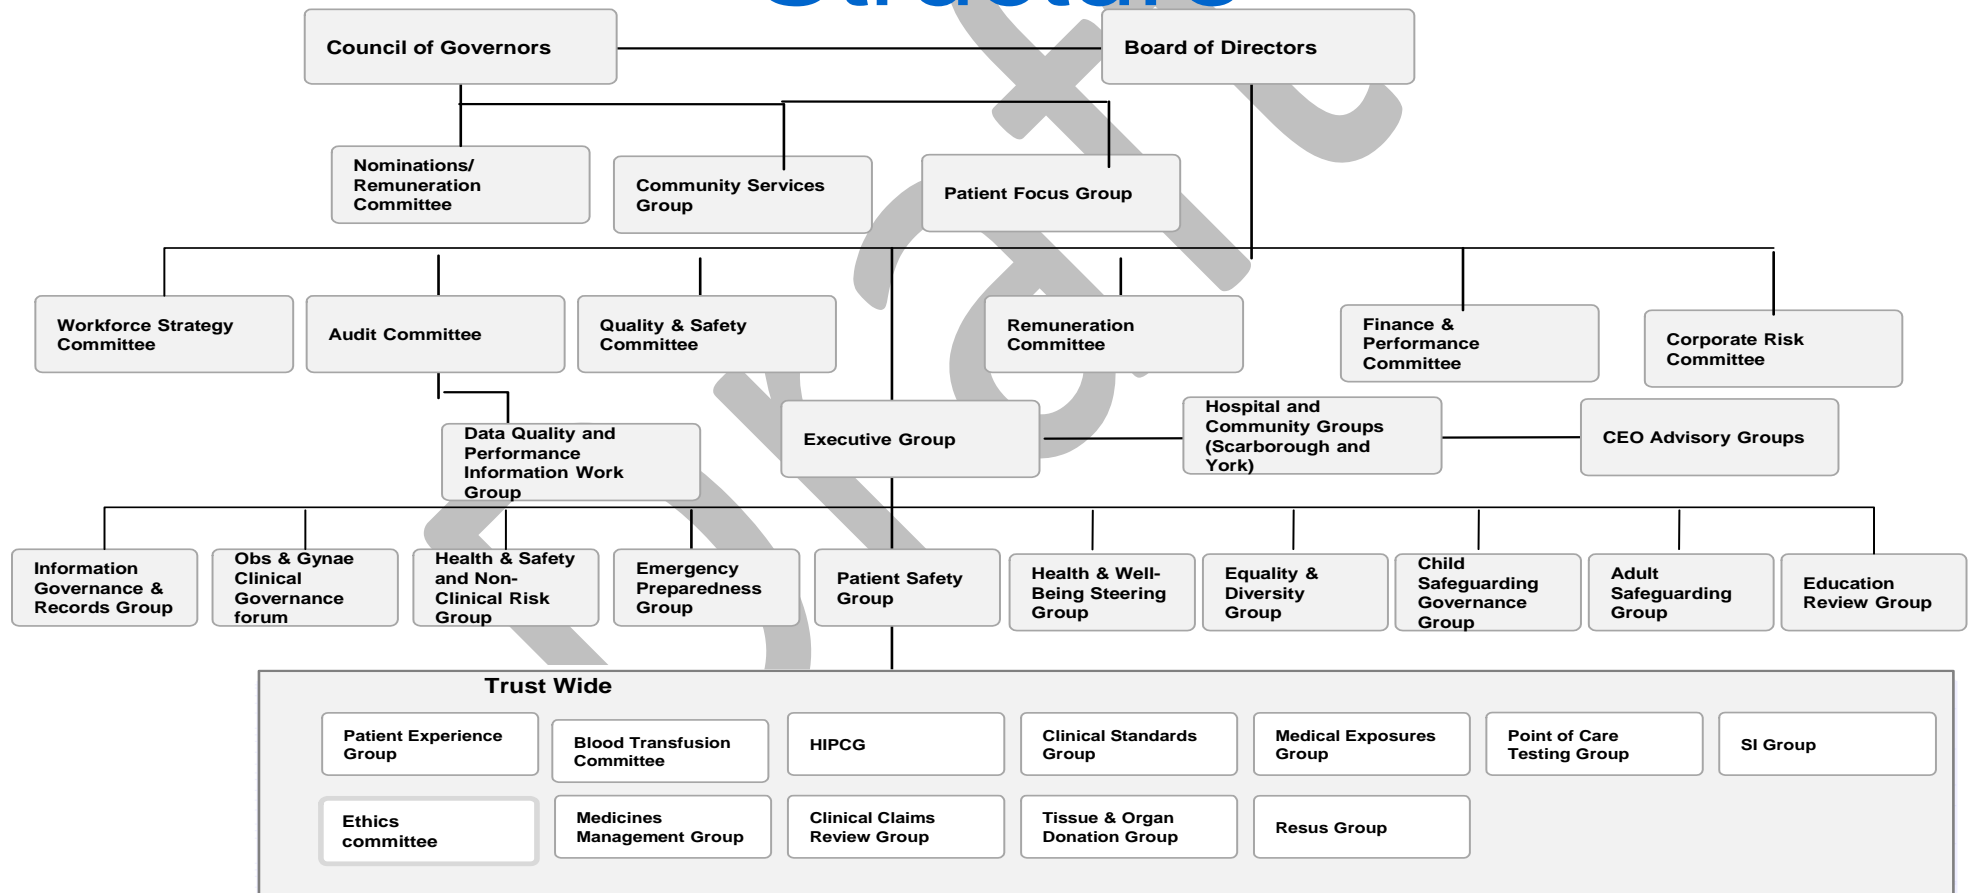 Structure
Council of Governors
Board of Directors
Nominations/
Remuneration
Committee
Community Services
Group
Patient Focus Group
Workforce Strategy
Committee
Audit Committee
Quality & Safety
Committee
Remuneration
Committee
Finance &
Performance
Committee
Corporate Risk
Committee
Data Quality and
Performance
Information Work
Group
Executive Group
Hospital and
Community Groups
(Scarborough and
York)
CEO Advisory Groups
Information
Governance &
Records Group
Obs & Gynae
Clinical
Governance
forum
Health & Safety
and Non-
Clinical Risk
Group
Emergency
Preparedness
Group
Patient Safety
Group
Health & Well-
Being Steering
Group
Equality &
Diversity
Group
Child
Safeguarding
Governance
Group
Adult
Safeguarding
Group
Education
Review Group
Trust Wide
Patient Experience
Group
Blood Transfusion
Committee
HIPCG
Clinical Standards
Group
Medical Exposures
Group
Point of Care
Testing Group
SI Group
Ethics
committee
Medicines
Management Group
Clinical Claims
Review Group
Tissue & Organ
Donation Group
Resus Group
Draft